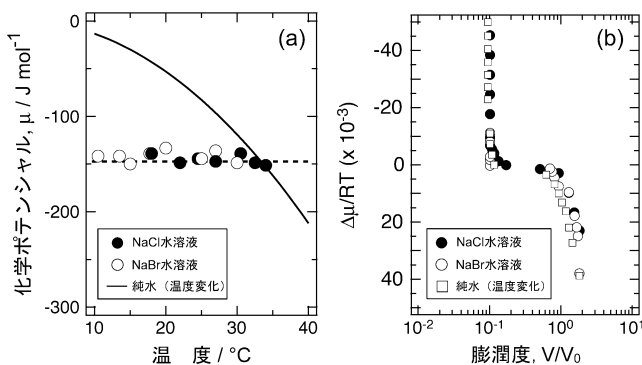 (a)
化学ポテンシャル, μ / J mol⁻¹
0
-100
-200
-300
10
20
30
40
温 度 / °C
NaCl水溶液
NaBr水溶液
純水（温度変化）
(b)
Δμ/RT (x 10⁻³)
-40
-20
0
20
40
10⁻²
10⁻¹
10⁰
10¹
膨潤度, V/V₀
NaCl水溶液
NaBr水溶液
純水（温度変化）